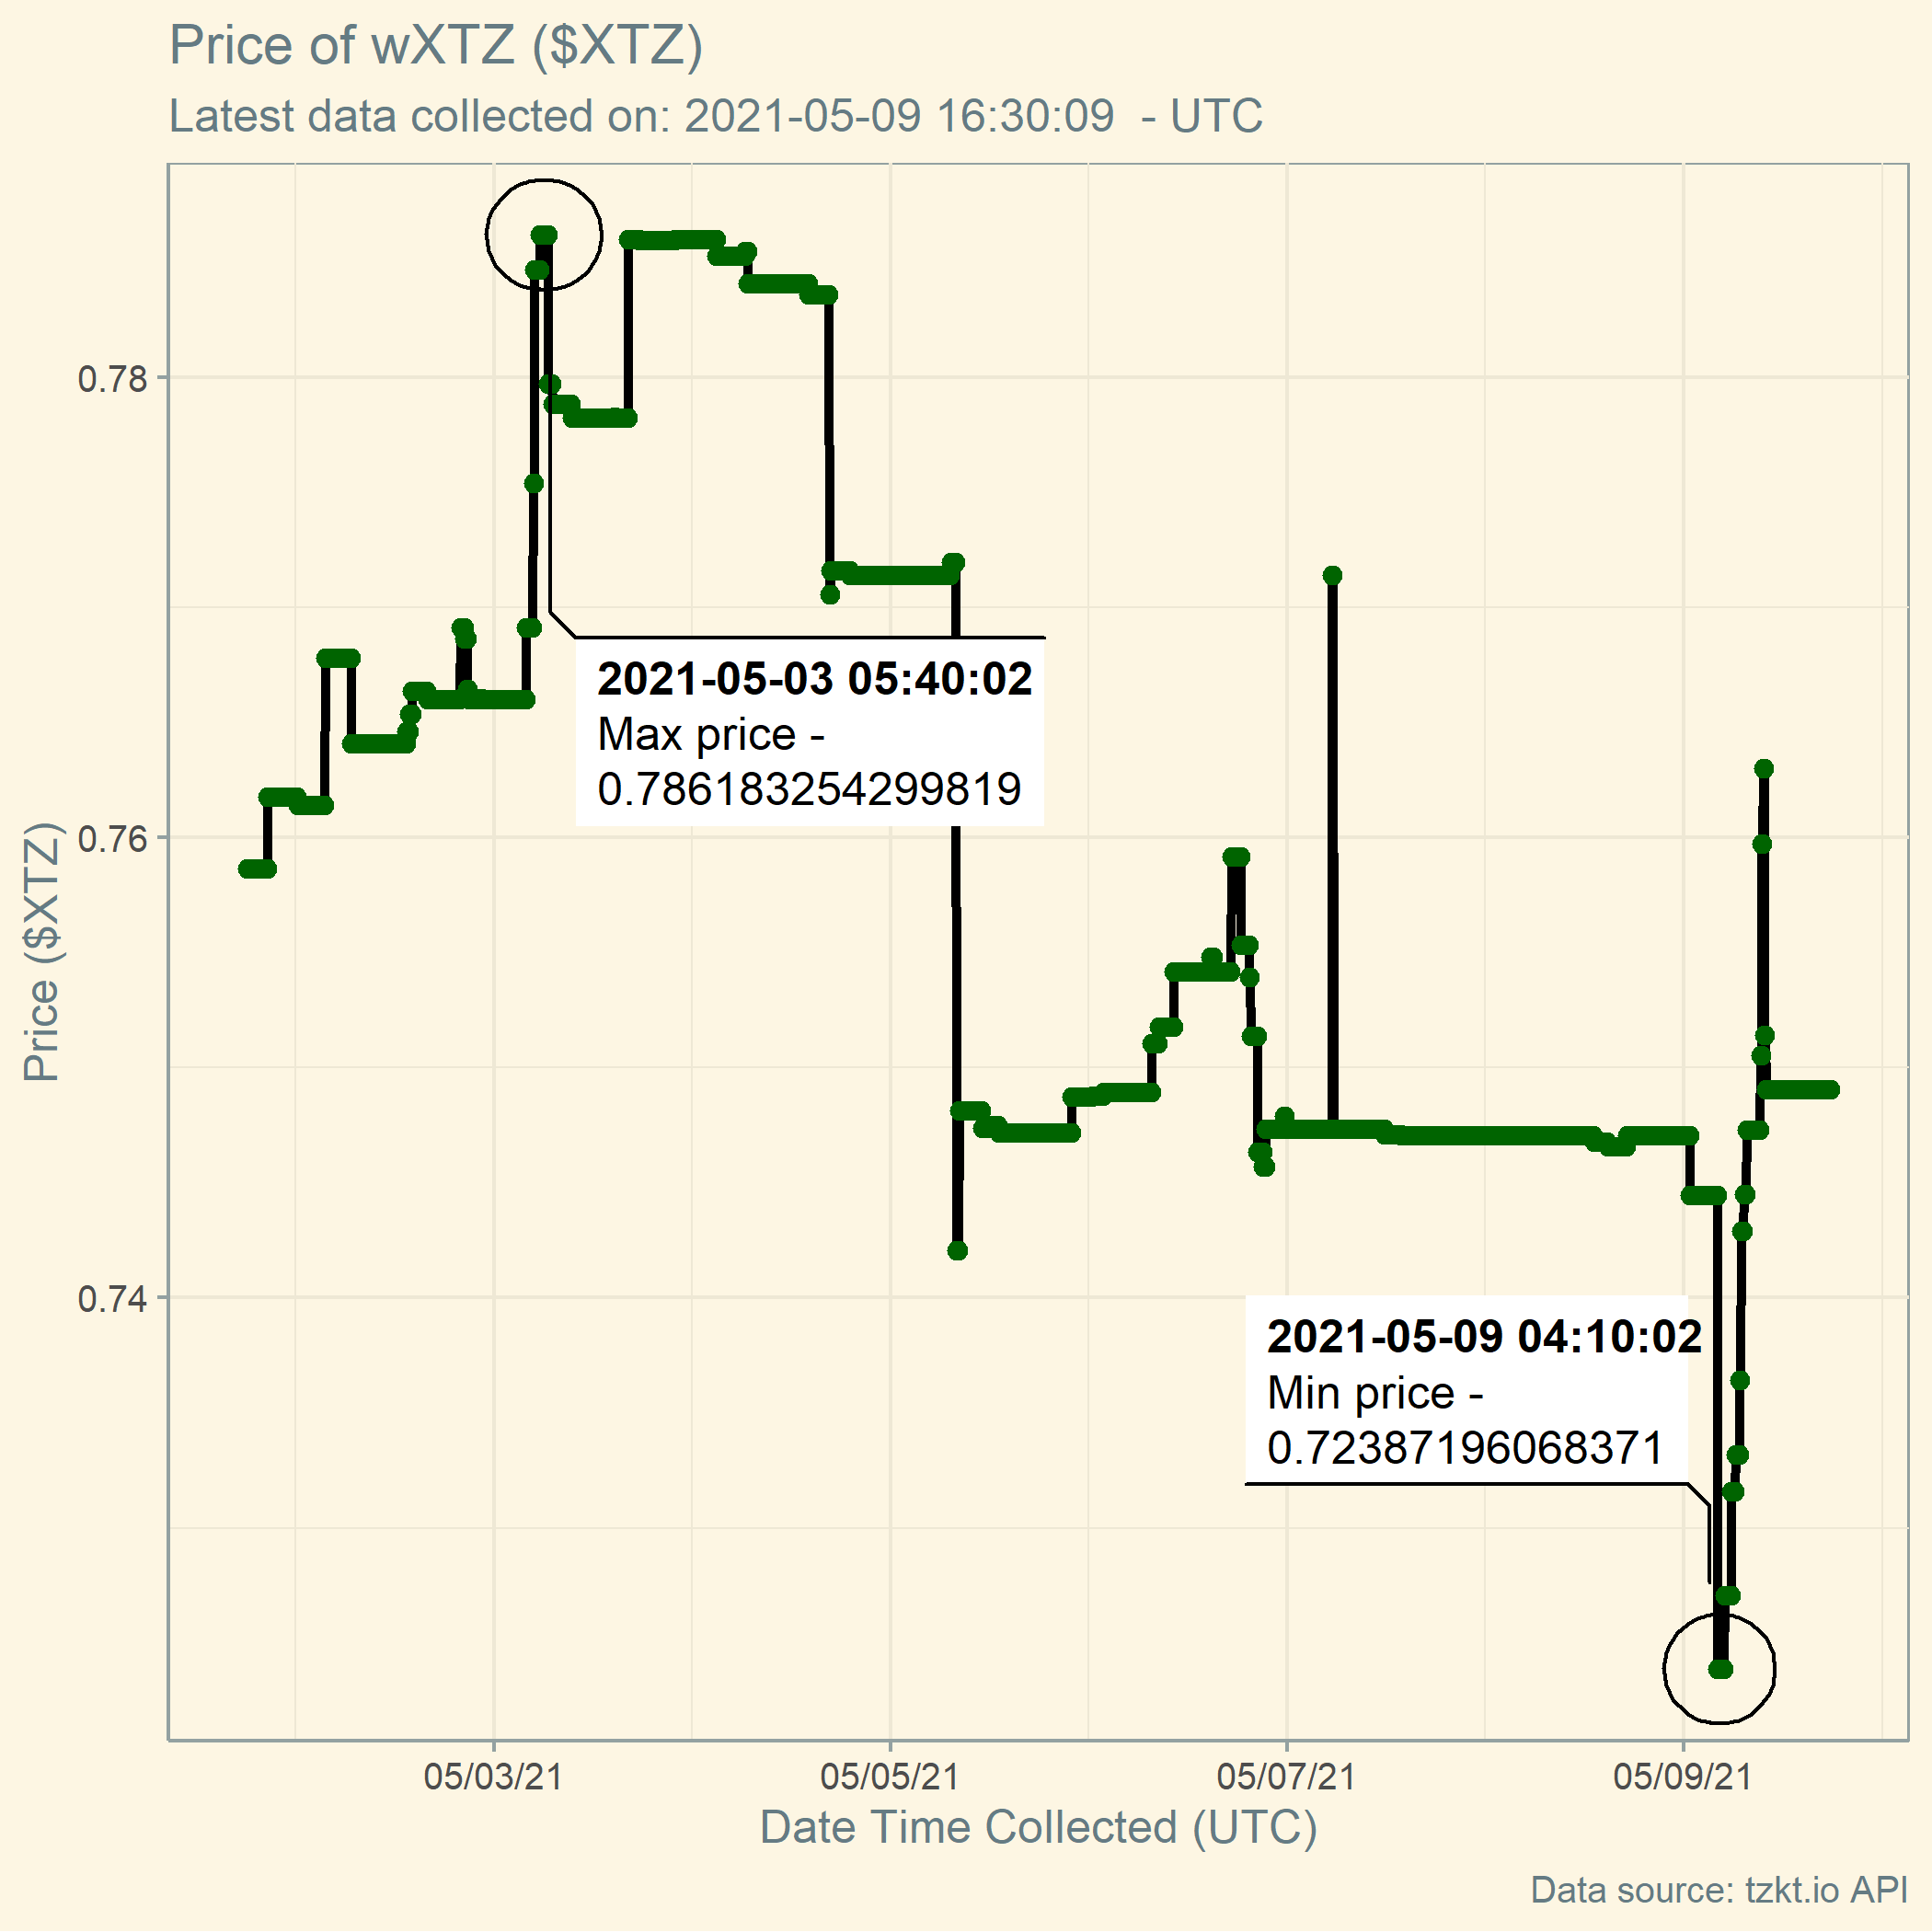 Price of wXTZ ($XTZ)
Latest data collected on: 2021-05-09 16:30:09  - UTC
Price ($XTZ)
0.78
0.76
0.74
2021-05-03 05:40:02
Max price -
0.786183254299819
2021-05-09 04:10:02
Min price -
0.72387196068371
05/03/21
05/05/21
05/07/21
05/09/21
Date Time Collected (UTC)
Data source: tzkt.io API